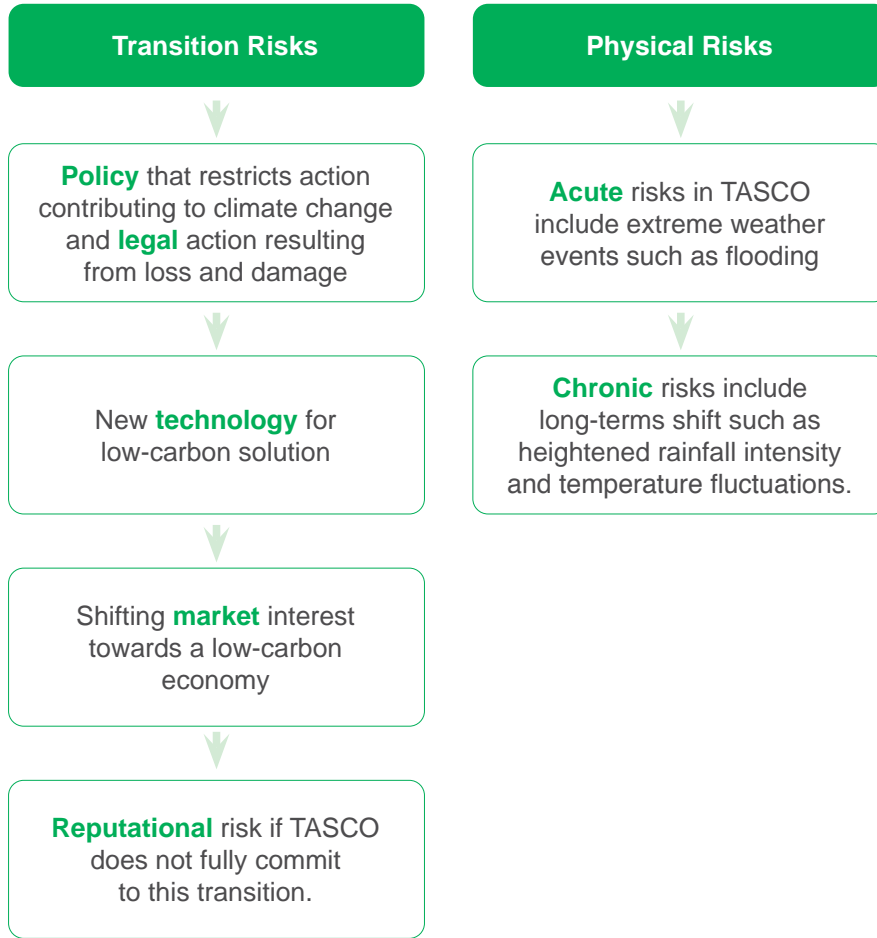 Transition Risks
Policy that restricts action
contributing to climate change
and legal action resulting
from loss and damage
New technology for
low-carbon solution
Shifting market interest
towards a low-carbon
economy
Reputational risk if TASCO
does not fully commit
to this transition.
Physical Risks
Acute risks in TASCO
include extreme weather
events such as flooding
Chronic risks include
long-terms shift such as
heightened rainfall intensity
and temperature fluctuations.